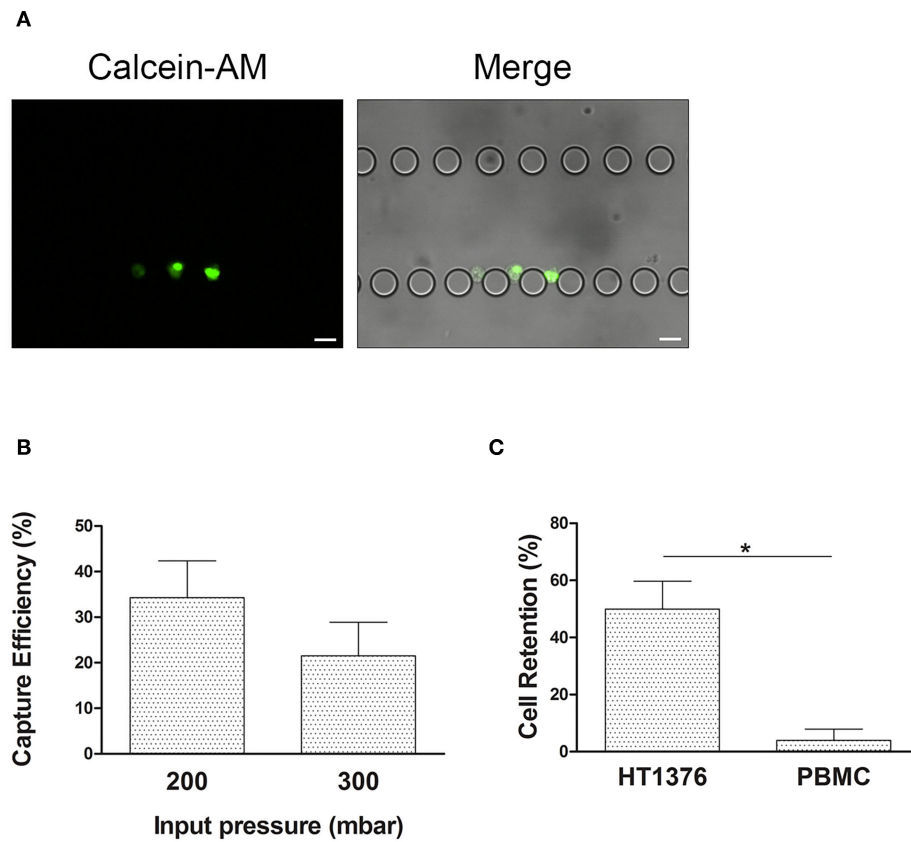 A
Calcein-AM Merge
B
C
Capture Efficiency (%)
50
40
30
20
10
0
200 300
Input pressure (mbar)
Cell Retention (%)
80
60
40
20
0
*
HT1376 PBMC